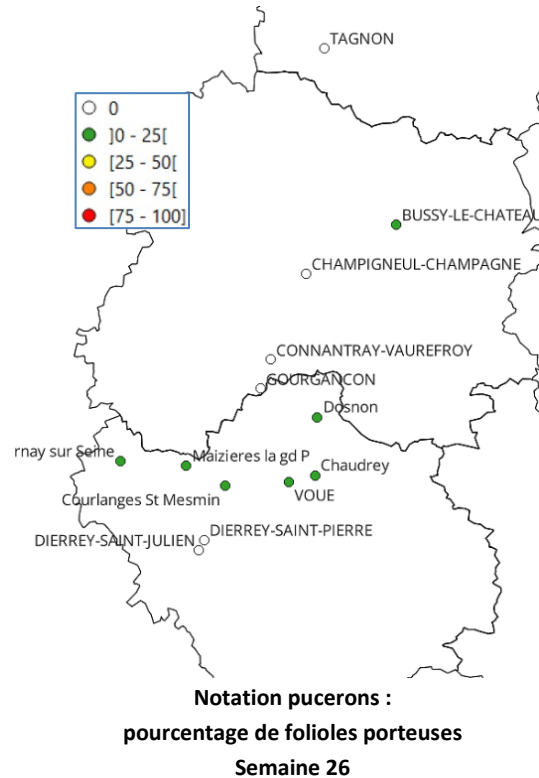 TAGNON
0
]0 - 25[
[25 - 50[
[50 - 75[
[75 - 100]
BUSSY-LE-CHATEAU
CHAMPIGNEUL-CHAMPAGNE
CONNANTRAY-VAUREFROY
GOURGANCON
Dosnon
rnay sur Seine
Maizieres la gd P
Chaudrey
Courlanges St Mesmin
VOUE
DIERREY-SAINT-PIERRE
DIERREY-SAINT-JULIEN
Notation pucerons :
pourcentage de folioles porteuses
Semaine 26